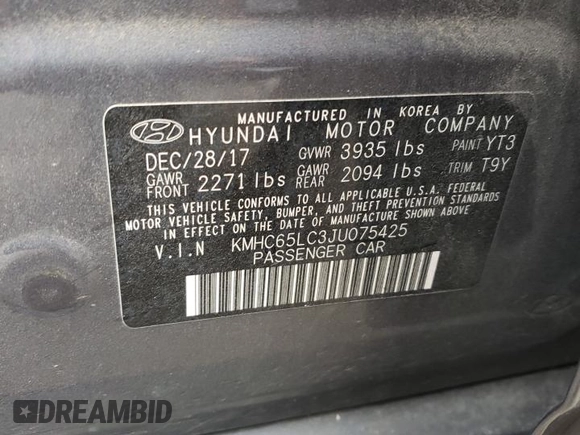 MANUFACTURED IN KOREA BY
HYUNDAI MOTOR COMPANY
DEC/28/17 GVWR 3935 lbs PAINT YT3
GAWR FRONT 2271 lbs GAWR REAR 2094 lbs TRIM T9Y
THIS VEHICLE CONFORMS TO ALL APPLICABLE U.S.A. FEDERAL
MOTOR VEHICLE SAFETY, BUMPER, AND THEFT PREVENTION STANDARDS
IN EFFECT ON THE DATE OF MANUFACTURE SHOWN ABOVE.
V.I.N KMHC65LC3JU075425
PASSENGER CAR
DREAMBID